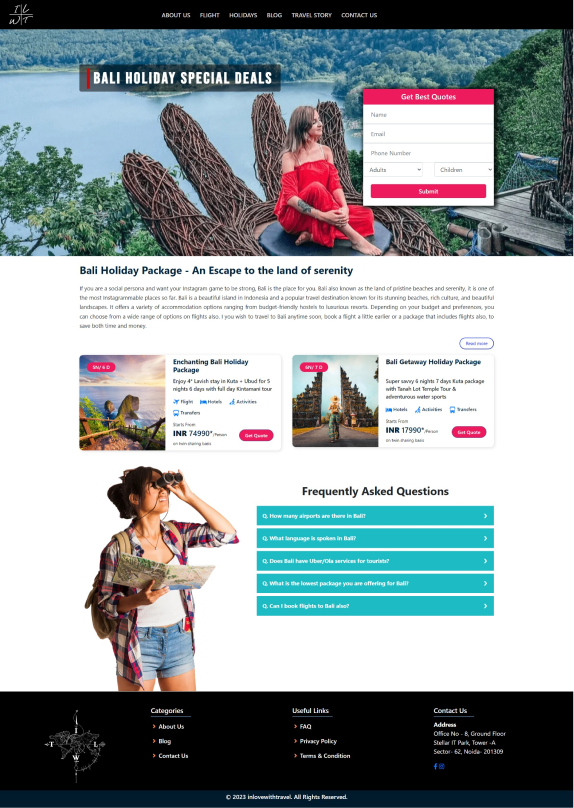 I L
W T
ABOUT US FLIGHT HOLIDAYS BLOG TRAVEL STORY CONTACT US
BALI HOLIDAY SPECIAL DEALS
Get Best Quotes
Name
Email
Phone Number
Adults Children
Submit
Bali Holiday Package - An Escape to the land of serenity
If you are a social persona and want your Instagram game to be strong, Bali is the place for you. Bali also known as the land of pristine beaches and serenity, it is one of
the most Instagrammable places so far. Bali is a beautiful island in Indonesia and a popular travel destination known for its stunning beaches, rich culture, and beautiful
landscapes. It offers a variety of accommodation options ranging from budget-friendly hostels to luxurious resorts. Depending on your budget and preferences, you
can choose from a wide range of options on flights also. I you wish to travel to Bali anytime soon, book a flight a little earlier or a package that includes flights also, to
save both time and money.
Read more
5N/ 6 D
Enchanting Bali Holiday
Package
Enjoy 4* Lavish stay in Kuta + Ubud for 5
nights 6 days with full day Kintamani tour
Flight Hotels Activities
Transfers
Starts From
INR 74990*/Person
on twin sharing basis
Get Quote
6N/ 7 D
Bali Getaway Holiday Package
Super savvy 6 nights 7 days Kuta package
with Tanah Lot Temple Tour &
adventurous water sports
Hotels Activities Transfers
Starts From
INR 17990*/Person
on twin sharing basis
Get Quote
Frequently Asked Questions
Q. How many airports are there in Bali?
Q. What language is spoken in Bali?
Q. Does Bali have Uber/Ola services for tourists?
Q. What is the lowest package you are offering for Bali?
Q. Can I book flights to Bali also?
I
T L
W
Categories
About Us
Blog
Contact Us
Useful Links
FAQ
Privacy Policy
Terms & Condition
Contact Us
Address
Office No - 8, Ground Floor
Stellar IT Park, Tower -A
Sector- 62, Noida- 201309
© 2023 inlovewithtravel. All Rights Reserved.